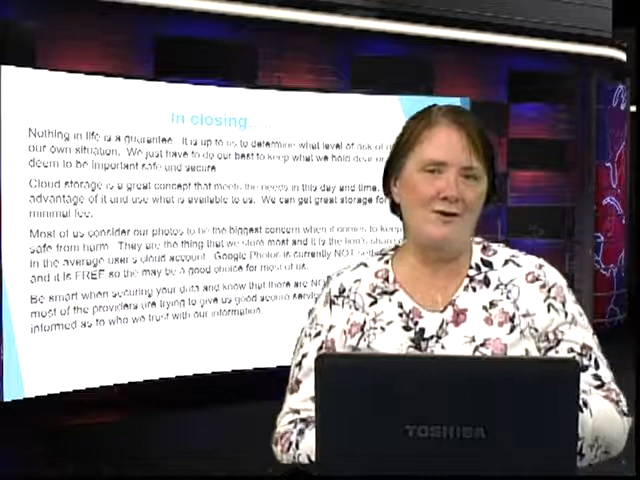 In closing....
Nothing in life is a guarantee. It is up to us to determine what level of risk of
our own situation. We just have to do our best to keep what we hold dear or
deem to be important safe and secure
Cloud storage is a great concept that meets the needs in this day and time.
advantage of it and use what is available to us. We can get great storage for
minimal fee.
Most of us consider our photos to be the biggest concern when it comes to keep
safe from harm. They are the thing that we store most and it is the lion's share
in the average user's cloud account. Google Photos is currently NOT
and it is FREE so the may be a good choice for most of us.
Be smart when securing your data and know that there are NO
most of the providers are trying to give us good secure
informed as to who we trust with our information.
TOSHIBA